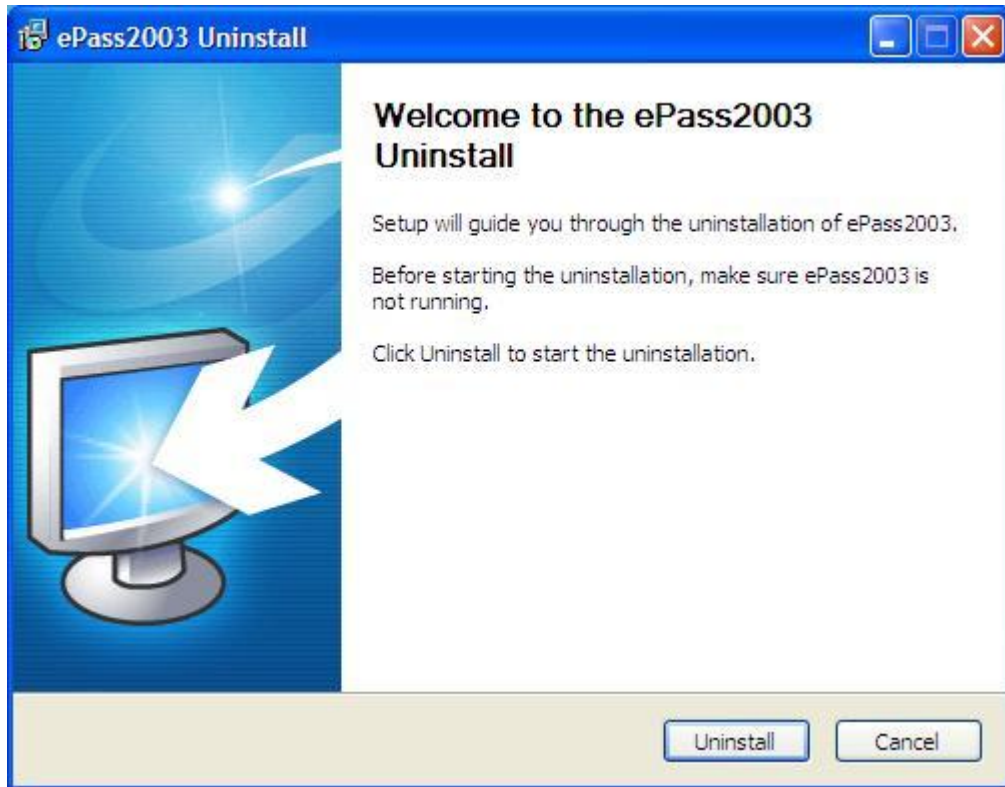 ePass2003 Uninstall
Welcome to the ePass2003
Uninstall
Setup will guide you through the uninstallation of ePass2003.
Before starting the uninstallation, make sure ePass2003 is
not running.
Click Uninstall to start the uninstallation.
Uninstall
Cancel